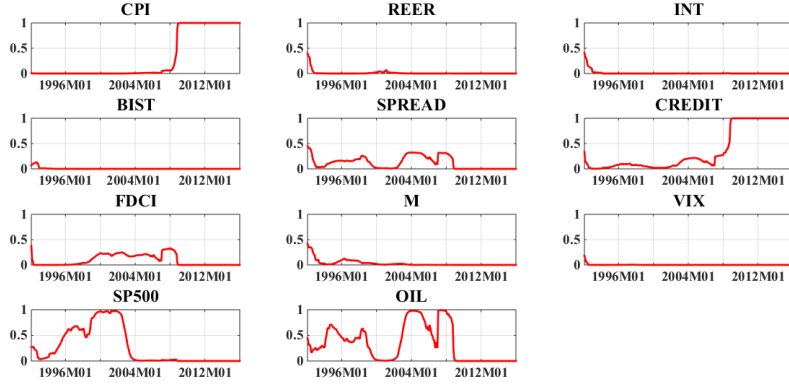 CPI REER INT
1 1 1
0.5 0.5 0.5
0 0 0
1996M01 2004M01 2012M01 1996M01 2004M01 2012M01 1996M01 2004M01 2012M01
BIST SPREAD CREDIT
1 1 1
0.5 0.5 0.5
0 0 0
1996M01 2004M01 2012M01 1996M01 2004M01 2012M01 1996M01 2004M01 2012M01
FDCI M VIX
1 1 1
0.5 0.5 0.5
0 0 0
1996M01 2004M01 2012M01 1996M01 2004M01 2012M01 1996M01 2004M01 2012M01
SP500 OIL
1 1
0.5 0.5
0 0
1996M01 2004M01 2012M01 1996M01 2004M01 2012M01